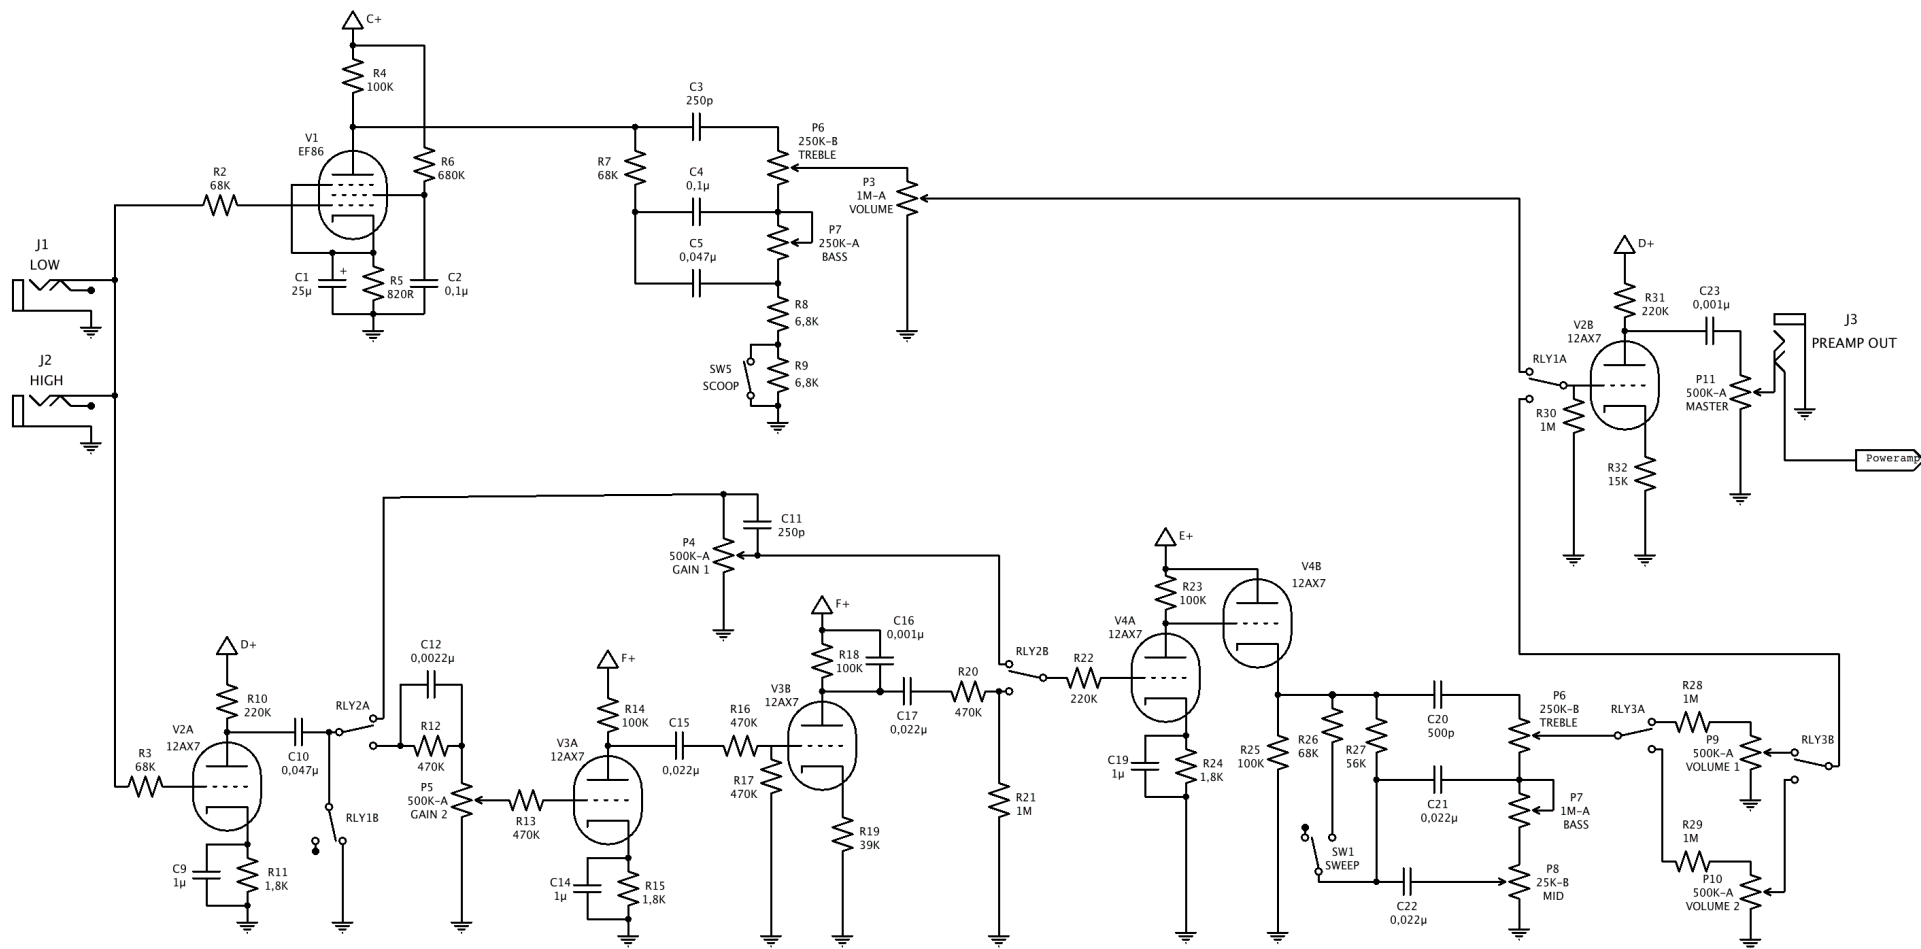 C+
R4
100K
V1
EF86
R6
680K
R2
68K
C1
25µ
+
R5
820R
C2
0,1µ
C3
250p
R7
68K
C4
0,1µ
C5
0,047µ
P6
250K-B
TREBLE
P7
250K-A
BASS
R8
6,8K
SW5
SCOOP
R9
6,8K
P3
1M-A
VOLUME
J1
LOW
J2
HIGH
D+
R31
220K
C23
0,001µ
V2B
12AX7
J3
PREAMP OUT
RLY1A
R30
1M
P11
500K-A
MASTER
R32
15K
Poweramp
C11
250p
P4
500K-A
GAIN 1
D+
R10
220K
V2A
12AX7
R3
68K
C10
0,047µ
RLY2A
C12
0,0022µ
R12
470K
P5
500K-A
GAIN 2
RLY1B
C9
1µ
R11
1,8K
F+
R14
100K
V3A
12AX7
R13
470K
C14
1µ
R15
1,8K
C15
0,022µ
R16
470K
R17
470K
F+
R18
100K
C16
0,001µ
V3B
12AX7
C17
0,022µ
R20
470K
R19
39K
R21
1M
RLY2B
R22
220K
E+
R23
100K
V4A
12AX7
V4B
12AX7
C19
1µ
R24
1,8K
R25
100K
R26
68K
R27
56K
C20
500p
C21
0,022µ
SW1
SWEEP
C22
0,022µ
P6
250K-B
TREBLE
P7
1M-A
BASS
P8
25K-B
MID
RLY3A
R28
1M
P9
500K-A
VOLUME 1
RLY3B
R29
1M
P10
500K-A
VOLUME 2